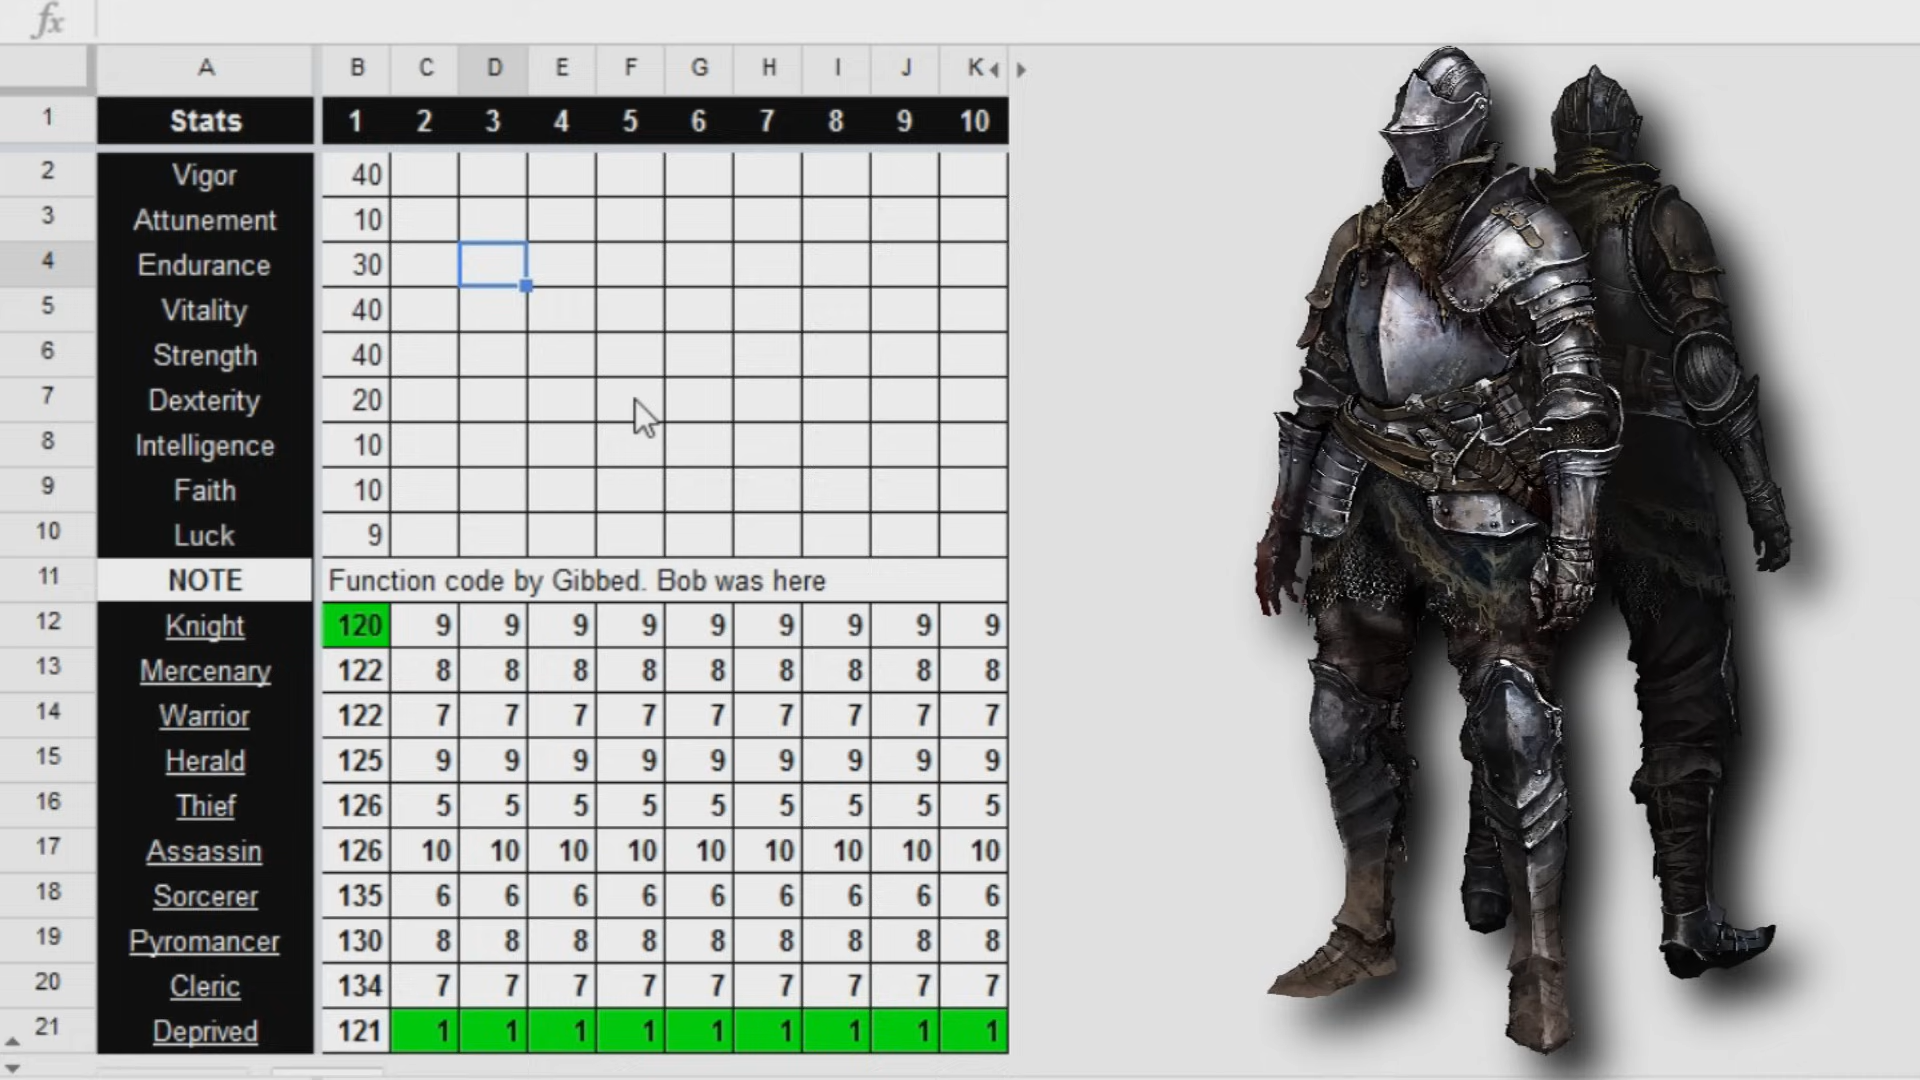 fx
A B C D E F G H I J K
1 Stats 1 2 3 4 5 6 7 8 9 10
2 Vigor 40
3 Attunement 10
4 Endurance 30
5 Vitality 40
6 Strength 40
7 Dexterity 20
8 Intelligence 10
9 Faith 10
10 Luck 9
11 NOTE Function code by Gibbed. Bob was here
12 Knight 120 9 9 9 9 9 9 9 9 9
13 Mercenary 122 8 8 8 8 8 8 8 8 8
14 Warrior 122 7 7 7 7 7 7 7 7 7
15 Herald 125 9 9 9 9 9 9 9 9 9
16 Thief 126 5 5 5 5 5 5 5 5 5
17 Assassin 126 10 10 10 10 10 10 10 10 10
18 Sorcerer 135 6 6 6 6 6 6 6 6 6
19 Pyromancer 130 8 8 8 8 8 8 8 8 8
20 Cleric 134 7 7 7 7 7 7 7 7 7
21 Deprived 121 1 1 1 1 1 1 1 1 1